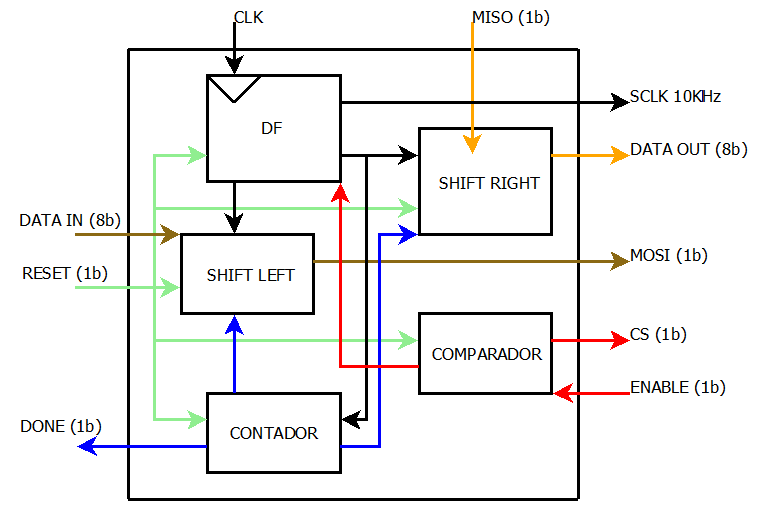 CLK
MISO (1b)
SCLK 10KHz
DF
DATA OUT (8b)
SHIFT RIGHT
DATA IN (8b)
MOSI (1b)
RESET (1b)
SHIFT LEFT
CS (1b)
COMPARADOR
ENABLE (1b)
DONE (1b)
CONTADOR